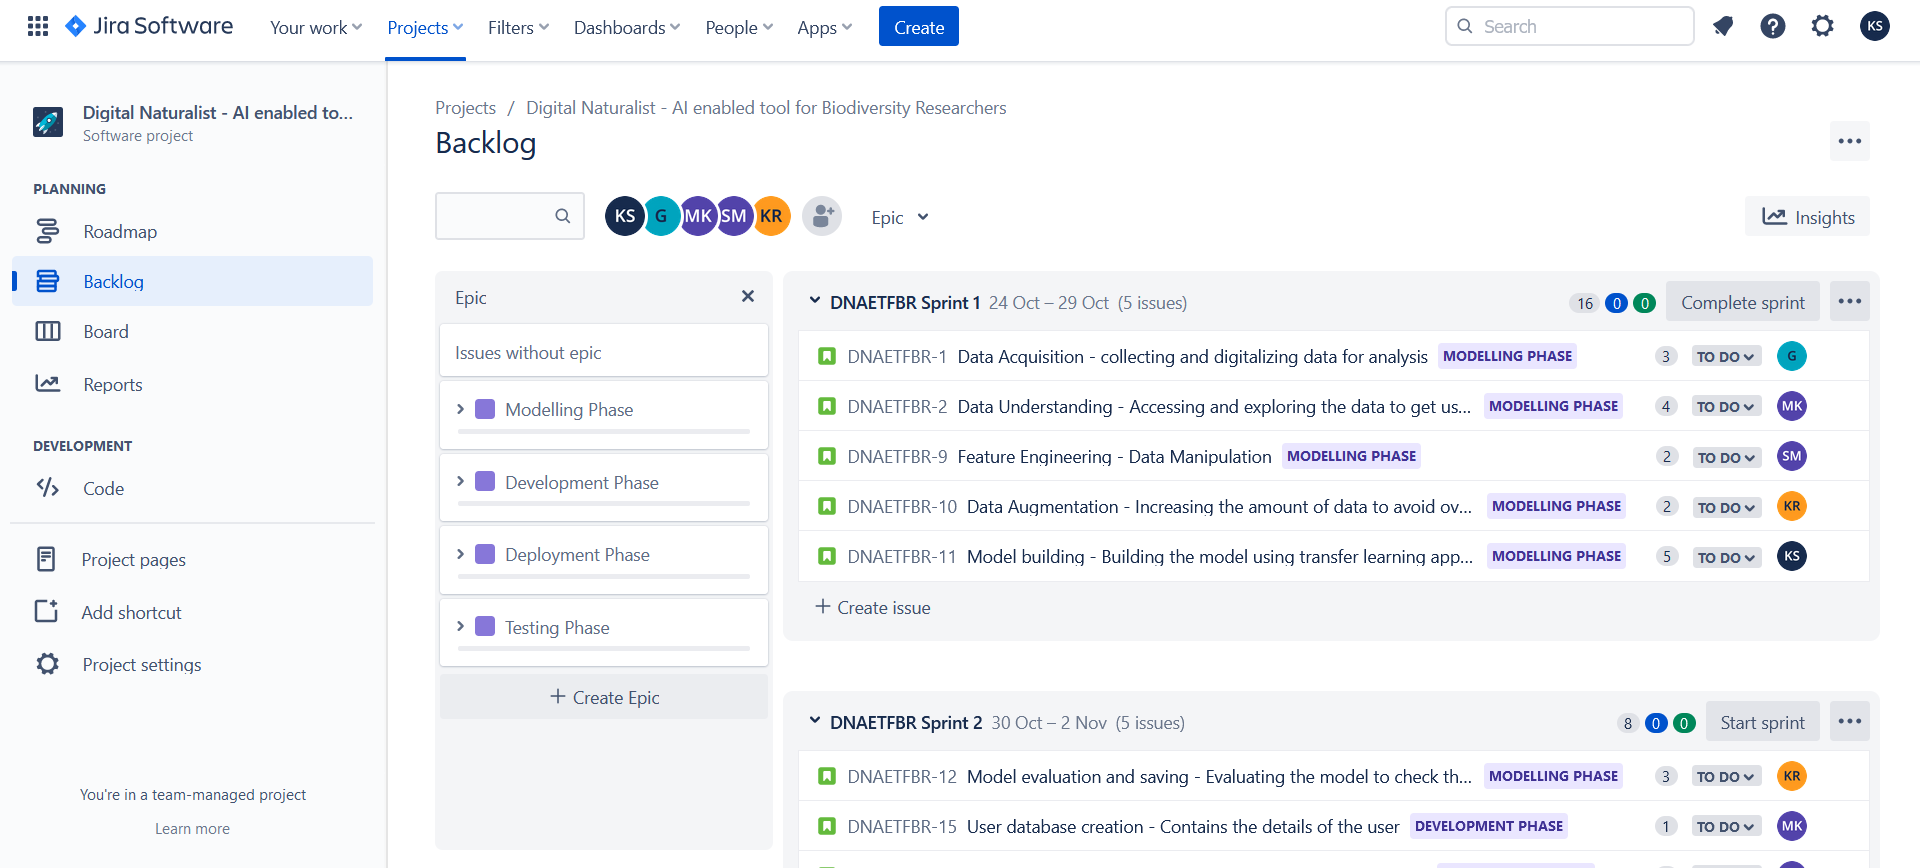 Jira Software Your work Projects Filters Dashboards People Apps Create Search KS
Digital Naturalist - AI enabled to...
Software project
PLANNING
Roadmap
Backlog
Board
Reports
DEVELOPMENT
Code
Project pages
Add shortcut
Project settings
You're in a team-managed project
Learn more
Projects / Digital Naturalist - AI enabled tool for Biodiversity Researchers
Backlog
KS G MK SM KR Epic Insights
Epic
Issues without epic
Modelling Phase
Development Phase
Deployment Phase
Testing Phase
+ Create Epic
DNAETFBR Sprint 1 24 Oct – 29 Oct (5 issues) 16 0 0 Complete sprint
DNAETFBR-1 Data Acquisition - collecting and digitalizing data for analysis MODELLING PHASE 3 TO DO G
DNAETFBR-2 Data Understanding - Accessing and exploring the data to get us... MODELLING PHASE 4 TO DO MK
DNAETFBR-9 Feature Engineering - Data Manipulation MODELLING PHASE 2 TO DO SM
DNAETFBR-10 Data Augmentation - Increasing the amount of data to avoid ov... MODELLING PHASE 2 TO DO KR
DNAETFBR-11 Model building - Building the model using transfer learning app... MODELLING PHASE 5 TO DO KS
+ Create issue
DNAETFBR Sprint 2 30 Oct – 2 Nov (5 issues) 8 0 0 Start sprint
DNAETFBR-12 Model evaluation and saving - Evaluating the model to check th... MODELLING PHASE 3 TO DO KR
DNAETFBR-15 User database creation - Contains the details of the user DEVELOPMENT PHASE 1 TO DO MK